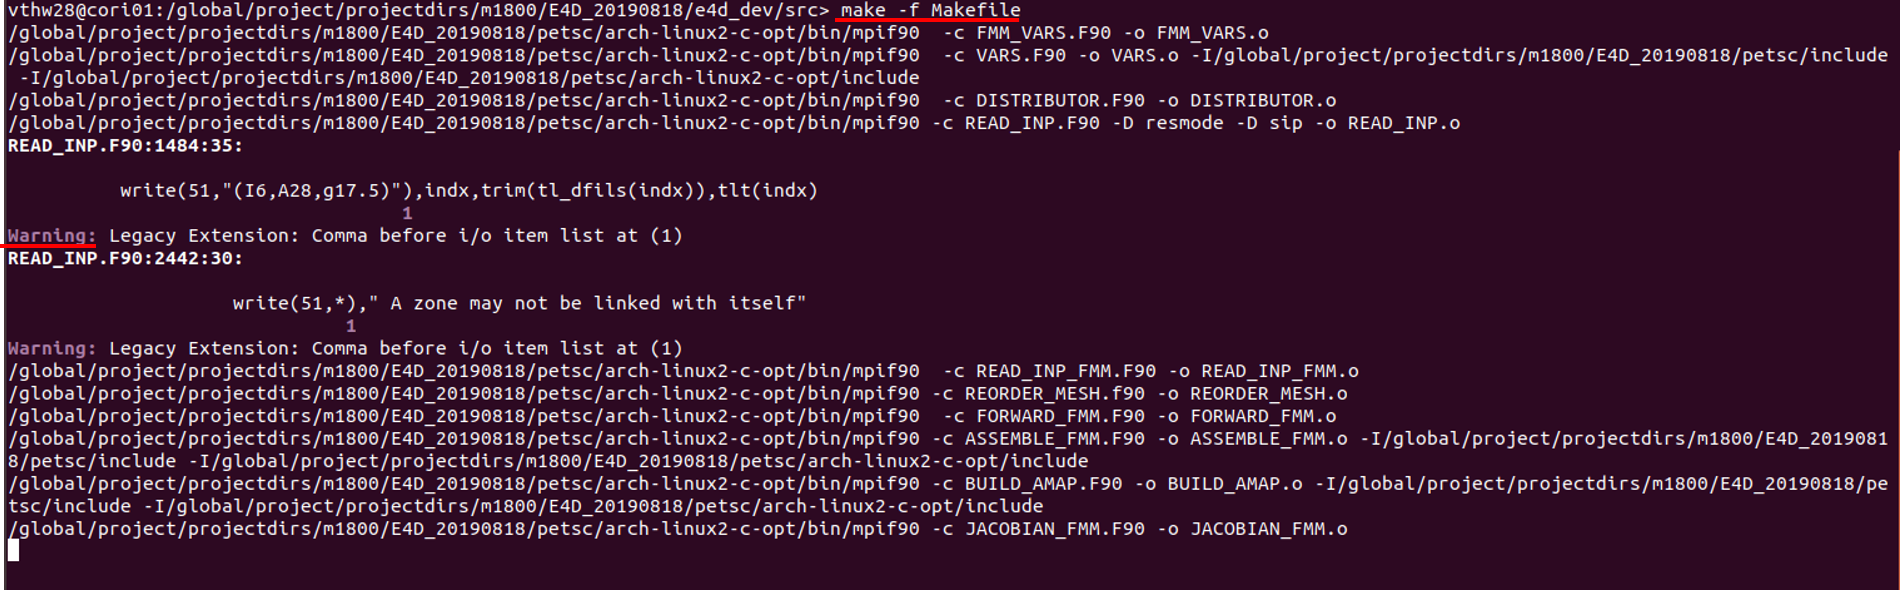 vthw28@cori01:/global/project/projectdirs/m1800/E4D_20190818/e4d_dev/src> make -f Makefile
/global/project/projectdirs/m1800/E4D_20190818/petsc/arch-linux2-c-opt/bin/mpif90  -c FMM_VARS.F90 -o FMM_VARS.o
/global/project/projectdirs/m1800/E4D_20190818/petsc/arch-linux2-c-opt/bin/mpif90  -c VARS.F90 -o VARS.o -I/global/project/projectdirs/m1800/E4D_20190818/petsc/include
 -I/global/project/projectdirs/m1800/E4D_20190818/petsc/arch-linux2-c-opt/include
/global/project/projectdirs/m1800/E4D_20190818/petsc/arch-linux2-c-opt/bin/mpif90  -c DISTRIBUTOR.F90 -o DISTRIBUTOR.o
/global/project/projectdirs/m1800/E4D_20190818/petsc/arch-linux2-c-opt/bin/mpif90 -c READ_INP.F90 -D resmode -D sip -o READ_INP.o
READ_INP.F90:1484:35:
          write(51,"(I6,A28,g17.5)"),indx,trim(tl_dfils(indx)),tlt(indx)
                                   1
Warning: Legacy Extension: Comma before i/o item list at (1)
READ_INP.F90:2442:30:
                    write(51,*)," A zone may not be linked with itself"
                              1
Warning: Legacy Extension: Comma before i/o item list at (1)
/global/project/projectdirs/m1800/E4D_20190818/petsc/arch-linux2-c-opt/bin/mpif90  -c READ_INP_FMM.F90 -o READ_INP_FMM.o
/global/project/projectdirs/m1800/E4D_20190818/petsc/arch-linux2-c-opt/bin/mpif90 -c REORDER_MESH.f90 -o REORDER_MESH.o
/global/project/projectdirs/m1800/E4D_20190818/petsc/arch-linux2-c-opt/bin/mpif90  -c FORWARD_FMM.F90 -o FORWARD_FMM.o
/global/project/projectdirs/m1800/E4D_20190818/petsc/arch-linux2-c-opt/bin/mpif90 -c ASSEMBLE_FMM.F90 -o ASSEMBLE_FMM.o -I/global/project/projectdirs/m1800/E4D_2019081
8/petsc/include -I/global/project/projectdirs/m1800/E4D_20190818/petsc/arch-linux2-c-opt/include
/global/project/projectdirs/m1800/E4D_20190818/petsc/arch-linux2-c-opt/bin/mpif90 -c BUILD_AMAP.F90 -o BUILD_AMAP.o -I/global/project/projectdirs/m1800/E4D_20190818/pe
tsc/include -I/global/project/projectdirs/m1800/E4D_20190818/petsc/arch-linux2-c-opt/include
/global/project/projectdirs/m1800/E4D_20190818/petsc/arch-linux2-c-opt/bin/mpif90 -c JACOBIAN_FMM.F90 -o JACOBIAN_FMM.o